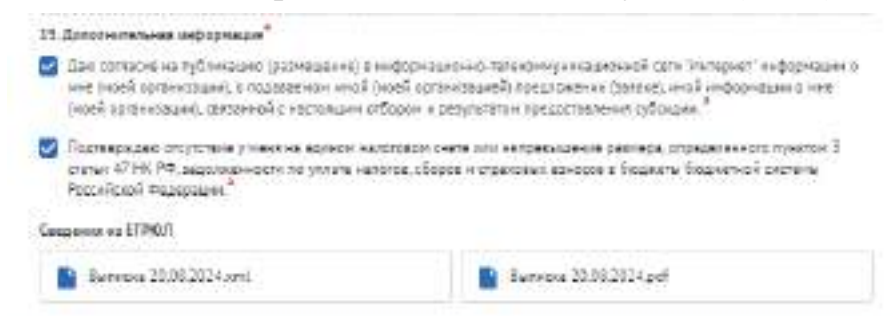 15. Дополнительная информация*
Даю согласие на публикацию (размещение) в информационно-телекоммуникационной сети "Интернет" информации о
мне (моей организации), о подаваемом мной (моей организацией) предложении (заявке), иной информации о мне
(моей организации), связанной с настоящим отбором и результатом предоставления субсидии.*
Подтверждаю отсутствие у меня на едином налоговом счете или непревышение размера, определенного пунктом 3
статьи 47 НК РФ, задолженности по уплате налогов, сборов и страховых взносов в бюджеты бюджетной системы
Российской Федерации.*
Сведения из ЕГРЮЛ
Выписка 20.08.2024.xml
Выписка 20.08.2024.pdf